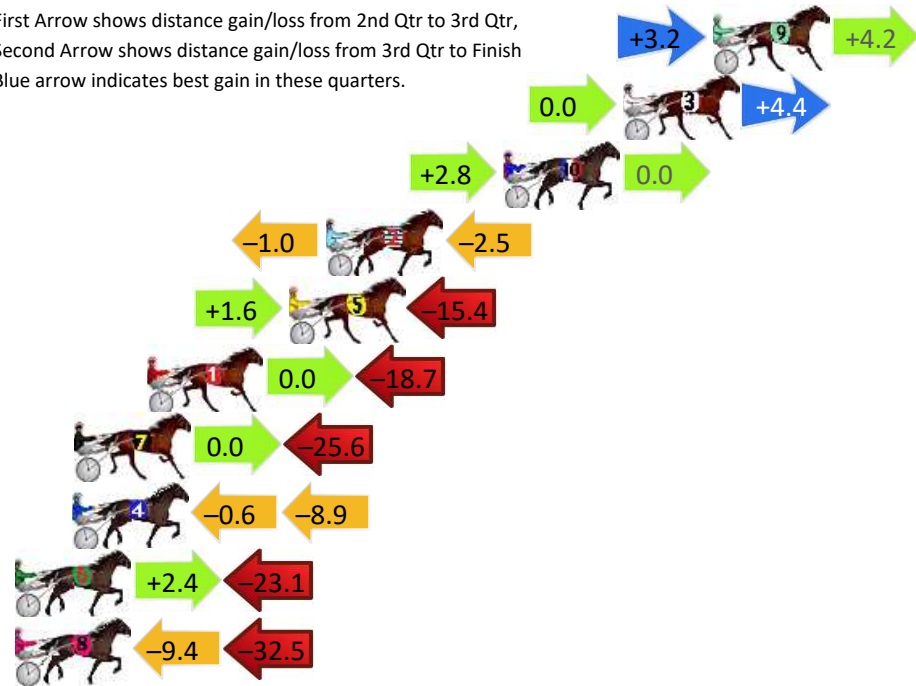 First Arrow shows distance gain/loss from 2nd Qtr to 3rd Qtr,
Second Arrow shows distance gain/loss from 3rd Qtr to Finish
Blue arrow indicates best gain in these quarters.
+3.2 9 +4.2
0.0 3 +4.4
+2.8 10 0.0
–1.0 2 –2.5
+1.6 5 –15.4
1 0.0 –18.7
7 0.0 –25.6
4 –0.6 –8.9
6 +2.4 –23.1
8 –9.4 –32.5